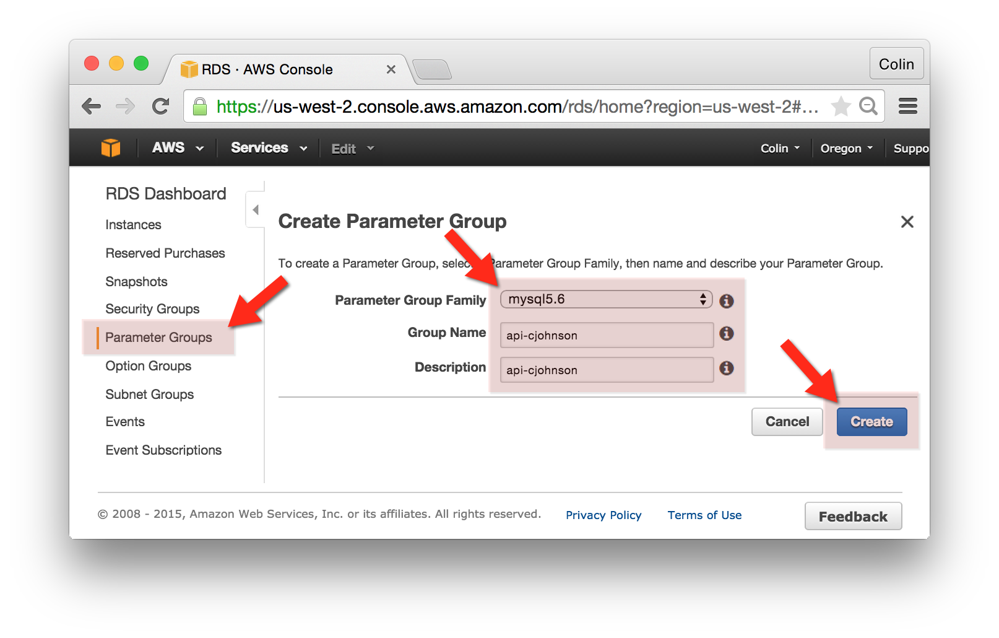 RDS · AWS Console
Colin
https://us-west-2.console.aws.amazon.com/rds/home?region=us-west-2#...
AWS Services Edit Colin Oregon Suppo
RDS Dashboard
Instances
Reserved Purchases
Snapshots
Security Groups
Parameter Groups
Option Groups
Subnet Groups
Events
Event Subscriptions
Create Parameter Group
To create a Parameter Group, selec Parameter Group Family, then name and describe your Parameter Group.
Parameter Group Family mysql5.6
Group Name api-cjohnson
Description api-cjohnson
Cancel Create
© 2008 - 2015, Amazon Web Services, Inc. or its affiliates. All rights reserved. Privacy Policy Terms of Use Feedback